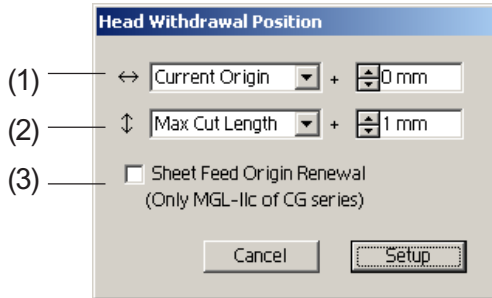 Head Withdrawal Position
(1) ↔ Current Origin + 0 mm
(2) ↕ Max Cut Length + 1 mm
(3) Sheet Feed Origin Renewal
(Only MGL-IIc of CG series)
Cancel Setup